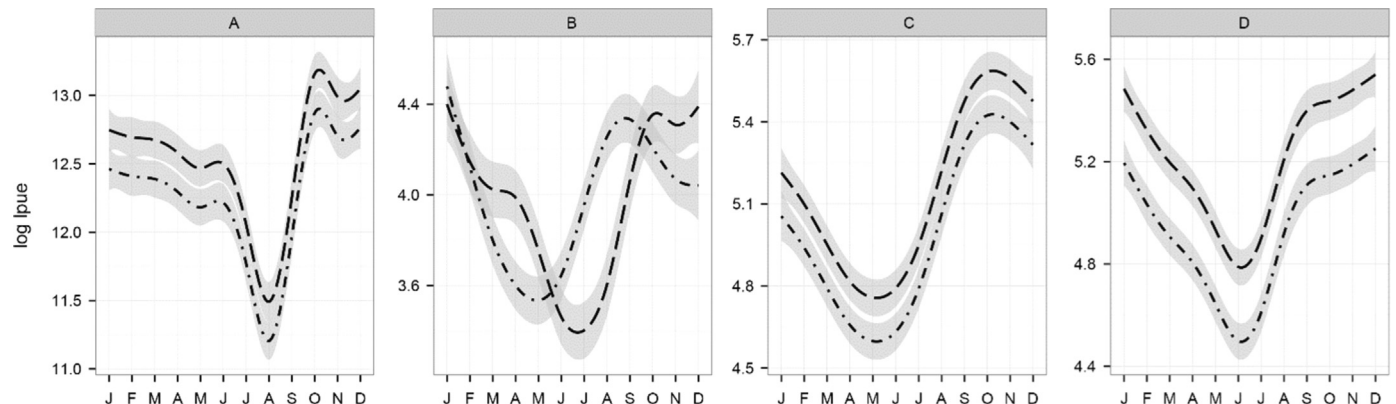 A B C D
log lpue
13.0
12.5
12.0
11.5
11.0
J F M A M J J A S O N D
4.4
4.0
3.6
J F M A M J J A S O N D
5.7
5.4
5.1
4.8
4.5
J F M A M J J A S O N D
5.6
5.2
4.8
4.4
J F M A M J J A S O N D